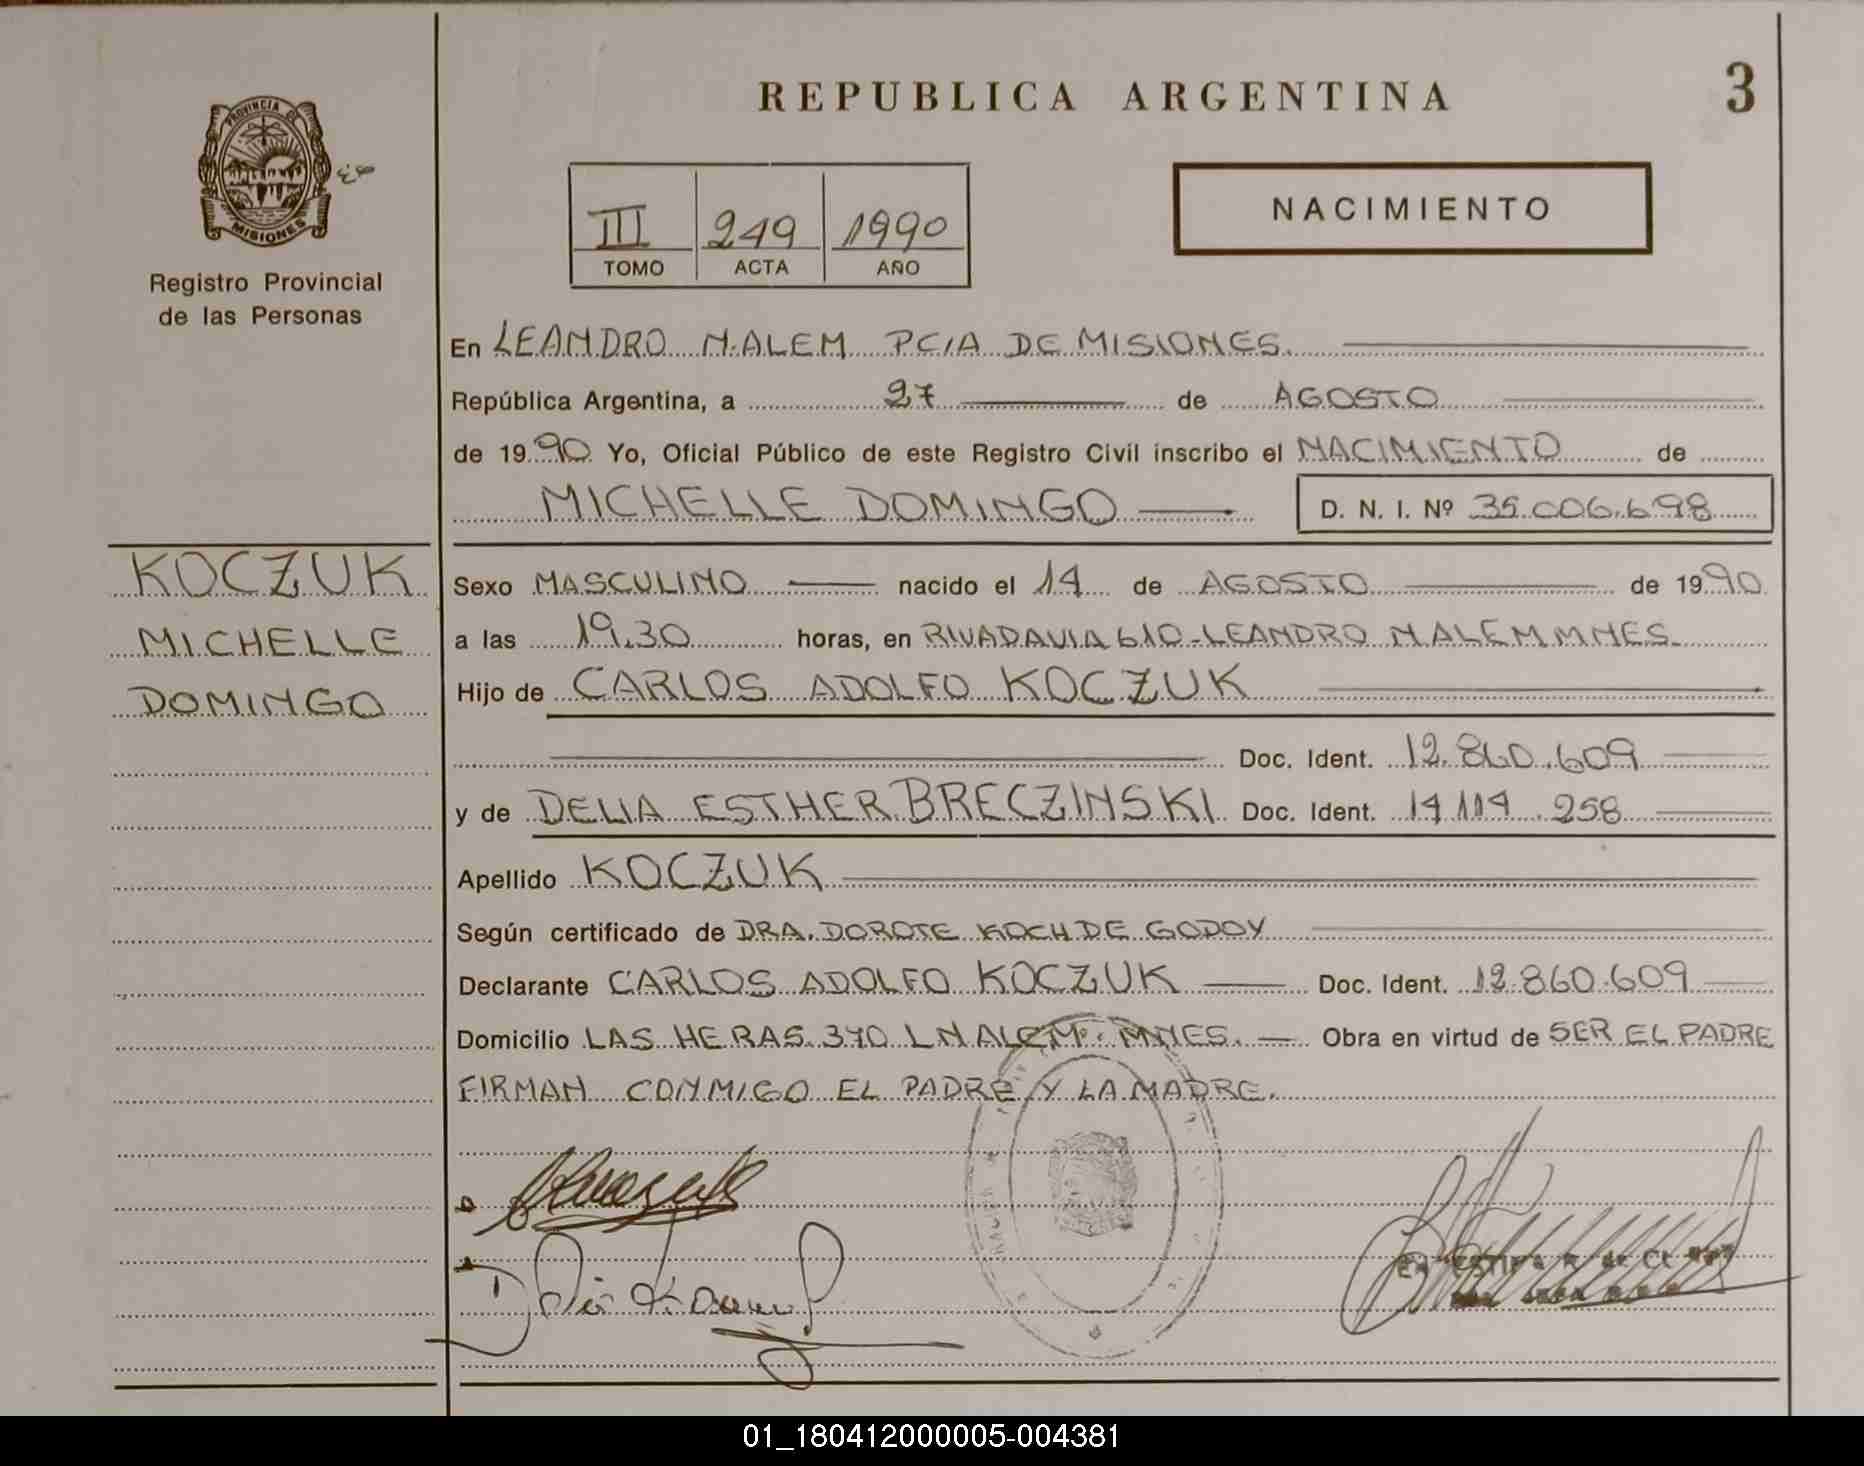 REPUBLICA ARGENTINA
3
PROVINCIA DE
MISIONES
Registro Provincial
de las Personas
III 249 1990
TOMO ACTA AÑO
NACIMIENTO
En LEANDRO N. ALEM PCIA DE MISIONES.
República Argentina, a 27 de AGOSTO
de 1990 Yo, Oficial Público de este Registro Civil inscribo el NACIMIENTO de
MICHELLE DOMINGO D. N. I. Nº 35.006.698
KOCZUK
MICHELLE
DOMINGO
Sexo MASCULINO nacido el 14 de AGOSTO de 1990
a las 19.30 horas, en RIVADAVIA 610-LEANDRO N ALEM MNES.
Hijo de CARLOS ADOLFO KOCZUK
Doc. Ident. 12.860.609
y de DELIA ESTHER BRECZINSKI Doc. Ident. 14 114 258
Apellido KOCZUK
Según certificado de DRA. DOROTE KOCH DE GODOY
Declarante CARLOS ADOLFO KOCZUK Doc. Ident. 12.860.609
Domicilio LAS HERAS 370 L N ALEM. MNES. Obra en virtud de SER EL PADRE
FIRMAN CONMIGO EL PADRE Y LA MADRE.
01_180412000005-004381